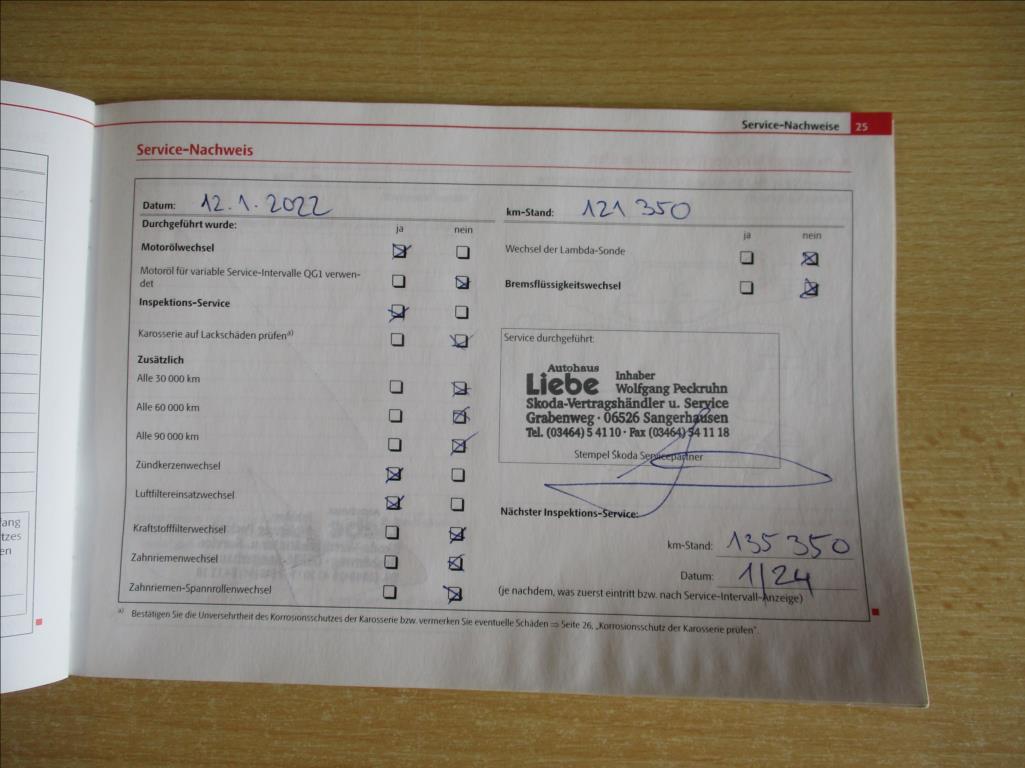 Service-Nachweise 25
Service-Nachweis
Datum: 12.1.2022
Durchgeführt wurde: ja nein
Motorölwechsel
Motoröl für variable Service-Intervalle QG1 verwen-
det
Inspektions-Service
Karosserie auf Lackschäden prüfen a)
Zusätzlich
Alle 30 000 km
Alle 60 000 km
Alle 90 000 km
Zündkerzenwechsel
Luftfiltereinsatzwechsel
Kraftstofffilterwechsel
Zahnriemenwechsel
Zahnriemen-Spannrollenwechsel
km-Stand: 121 350
ja nein
Wechsel der Lambda-Sonde
Bremsflüssigkeitswechsel
Service durchgeführt:
Autohaus
Liebe
Inhaber
Wolfgang Peckruhn
Skoda-Vertragshändler u. Service
Grabenweg · 06526 Sangerhausen
Tel. (03464) 5 41 10 · Fax (03464) 54 11 18
Stempel Škoda Servicepartner
Nächster Inspektions-Service:
km-Stand: 135 350
Datum: 1/24
(je nachdem, was zuerst eintritt bzw. nach Service-Intervall-Anzeige)
a) Bestätigen Sie die Unversehrtheit des Korrosionsschutzes der Karosserie bzw. vermerken Sie eventuelle Schäden ⇒ Seite 26, „Korrosionsschutz der Karosserie prüfen".